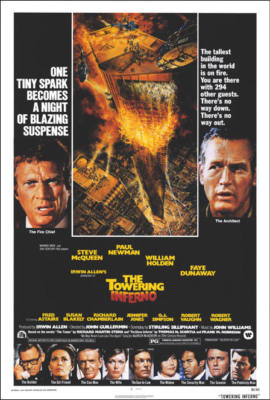 ONE
TINY SPARK
BECOMES
A NIGHT
OF BLAZING
SUSPENSE
The tallest
building
in the world
is on fire.
You are there
with 294
other guests.
There's no
way down.
There's no
way out.
The Fire Chief
The Architect
STEVE
McQUEEN
PAUL
NEWMAN
WILLIAM
HOLDEN
FAYE
DUNAWAY
IRWIN ALLEN'S
THE
TOWERING
INFERNO
FRED
ASTAIRE
SUSAN
BLAKELY
RICHARD
CHAMBERLAIN
JENNIFER
JONES
O.J.
SIMPSON
ROBERT
VAUGHN
ROBERT
WAGNER
Produced by IRWIN ALLEN Directed by JOHN GUILLERMIN Screenplay by STIRLING SILLIPHANT Music by JOHN WILLIAMS
PG
The Builder
The Girl Friend
The Con Man
The Wife
The Son-In-Law
The Widow
The Security Man
The Senator
The Publicity Man
"TOWERING INFERNO"